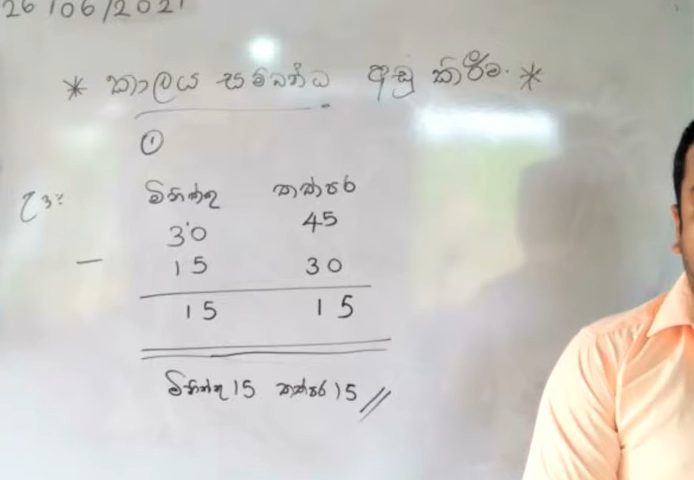 26/06/2021
* කාලය සම්බන්ධ අඩු කිරීම. *
①
උදා: මිනිත්තු තත්පර
30 45
— 15 30
15 15
මිනිත්තු 15 තත්පර 15 //